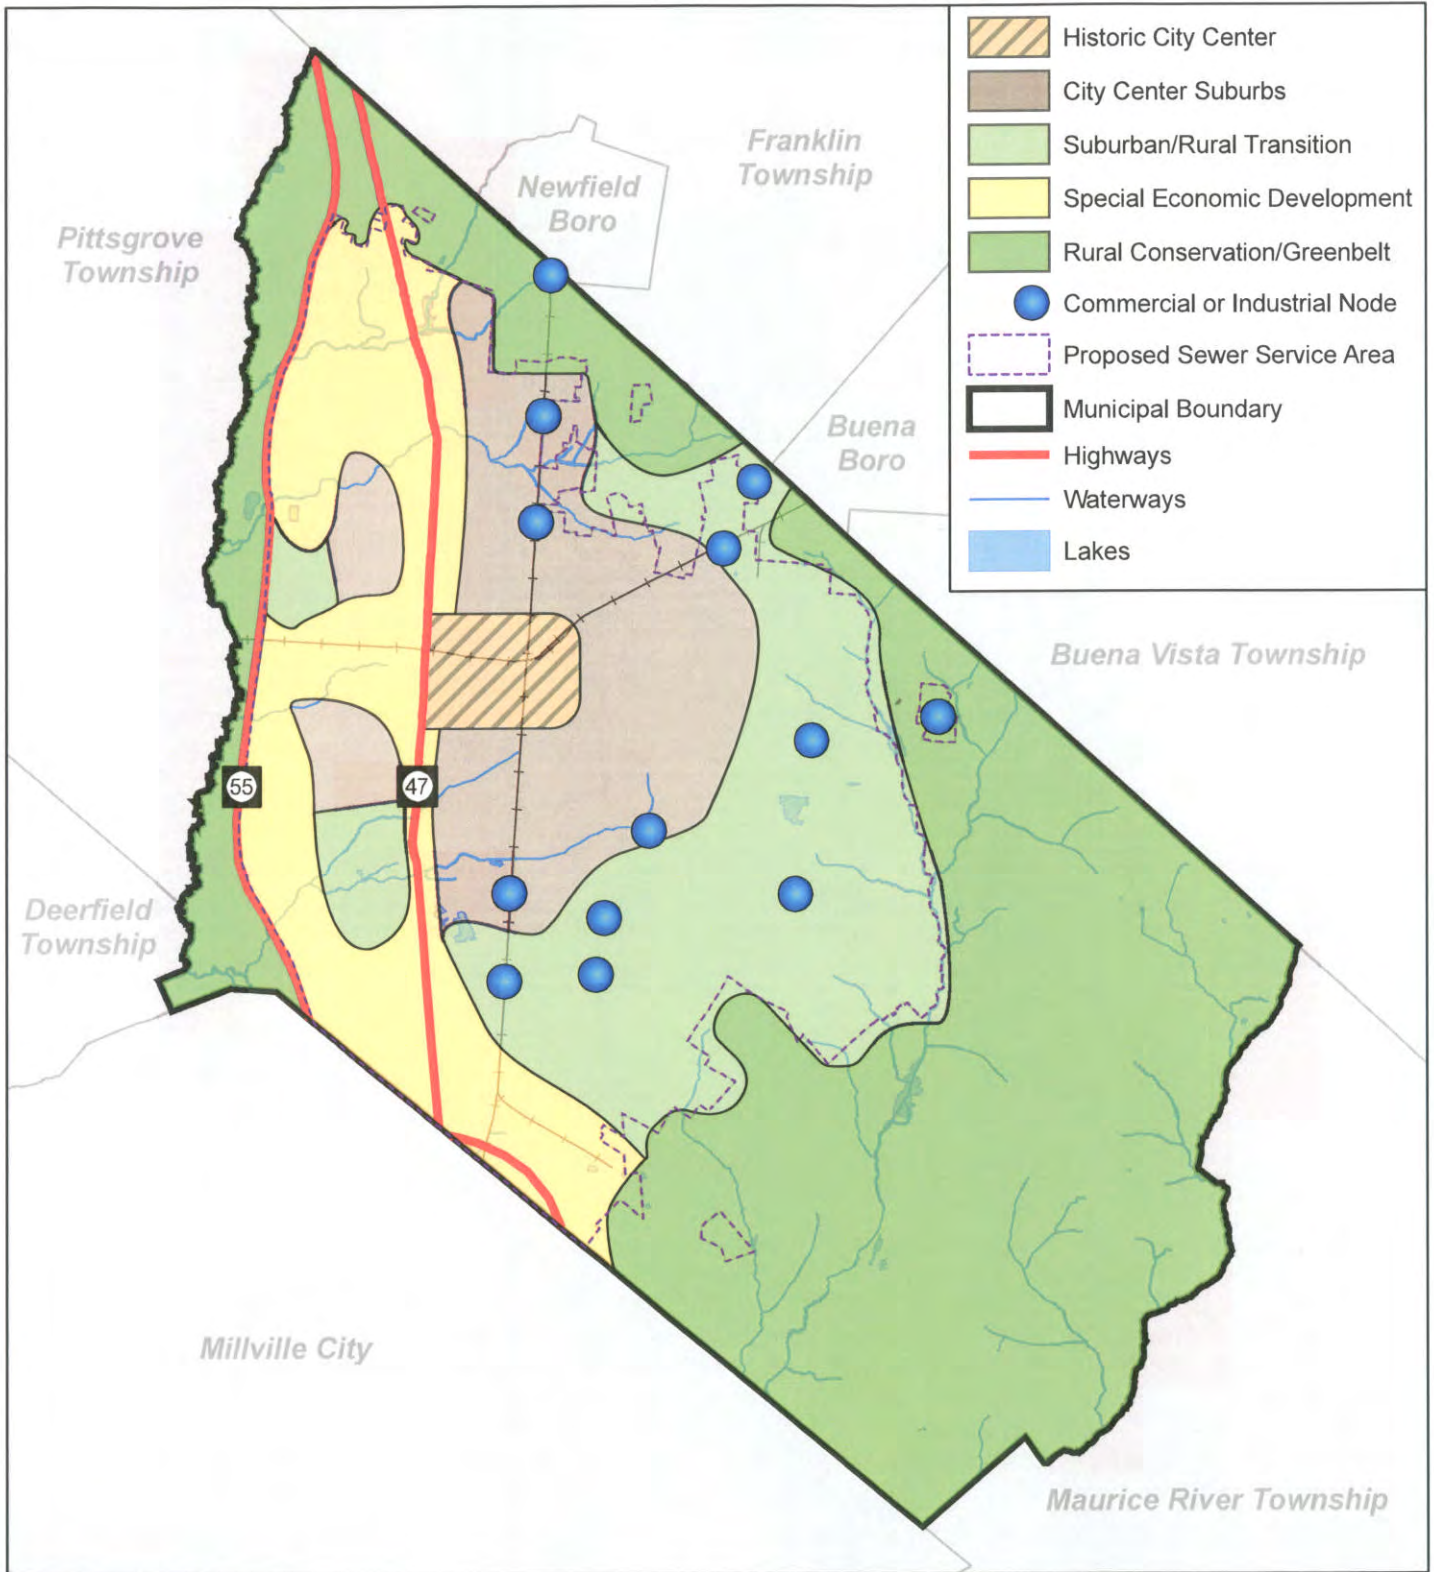 Historic City Center
City Center Suburbs
Suburban/Rural Transition
Special Economic Development
Rural Conservation/Greenbelt
Commercial or Industrial Node
Proposed Sewer Service Area
Municipal Boundary
Highways
Waterways
Lakes
Franklin
Township
Newfield
Boro
Pittsgrove
Township
Buena
Boro
Buena Vista Township
55
47
Deerfield
Township
Millville City
Maurice River Township